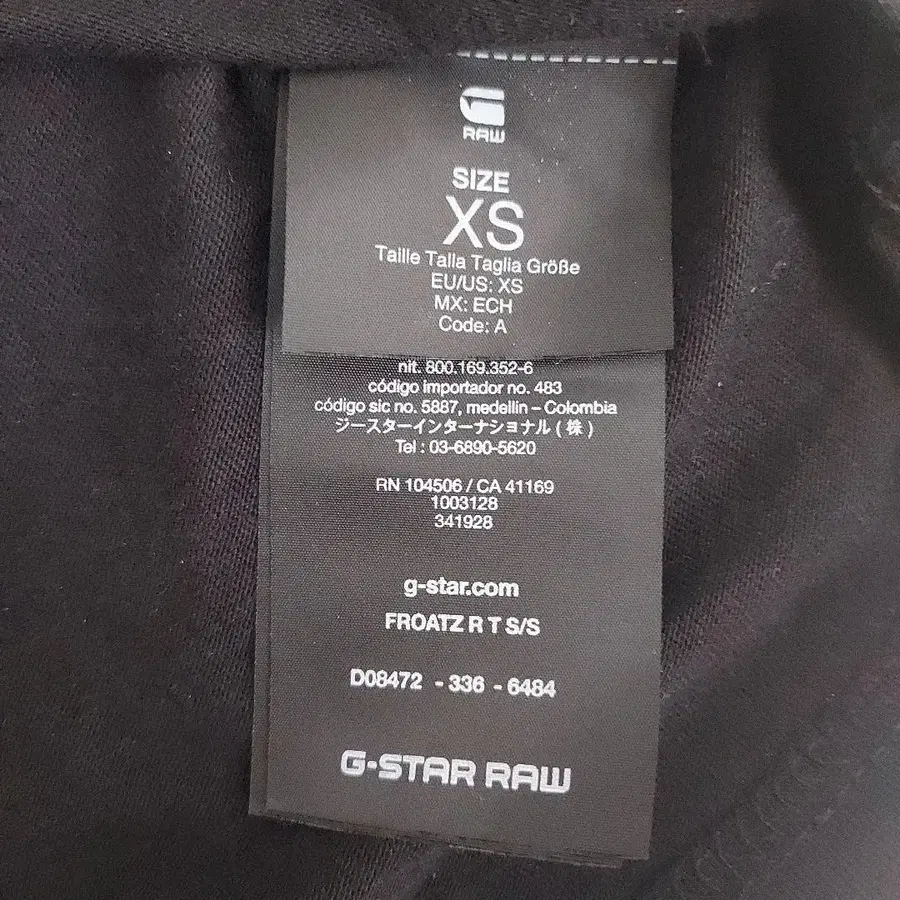 RAW
SIZE
XS
Taille Talla Taglia Größe
EU/US: XS
MX: ECH
Code: A
nit. 800.169.352-6
código importador no. 483
código sic no. 5887, medellin – Colombia
ジースターインターナショナル ( 株 )
Tel : 03-6890-5620
RN 104506 / CA 41169
1003128
341928
g-star.com
FROATZ R T S/S
D08472 - 336 - 6484
G-STAR RAW